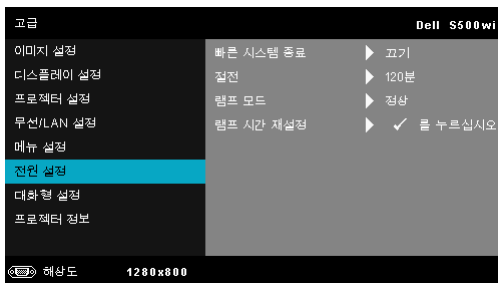 고급 Dell S500wi
이미지 설정
디스플레이 설정
프로젝터 설정
무선/LAN 설정
메뉴 설정
전원 설정
대화형 설정
프로젝터 정보
빠른 시스템 종료 끄기
절전 120분
램프 모드 정상
램프 시간 재설정 ✓ 를 누르십시오
해상도 1280x800